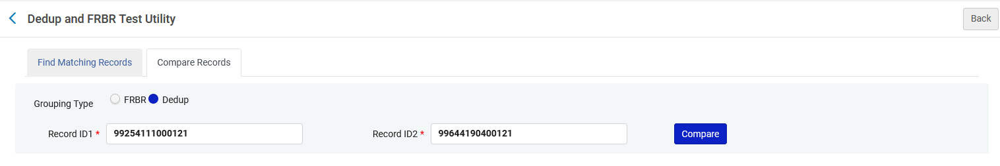 Dedup and FRBR Test Utility
Back
Find Matching Records
Compare Records
Grouping Type
FRBR
Dedup
Record ID1 *
99254111000121
Record ID2 *
99644190400121
Compare